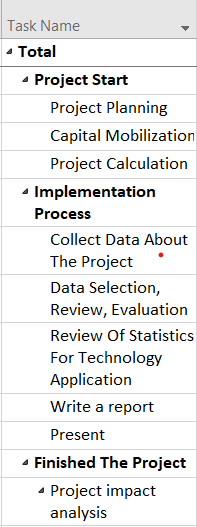 Task Name
Total
Project Start
Project Planning
Capital Mobilization
Project Calculation
Implementation
Process
Collect Data About
The Project
Data Selection,
Review, Evaluation
Review Of Statistics
For Technology
Application
Write a report
Present
Finished The Project
Project impact
analysis